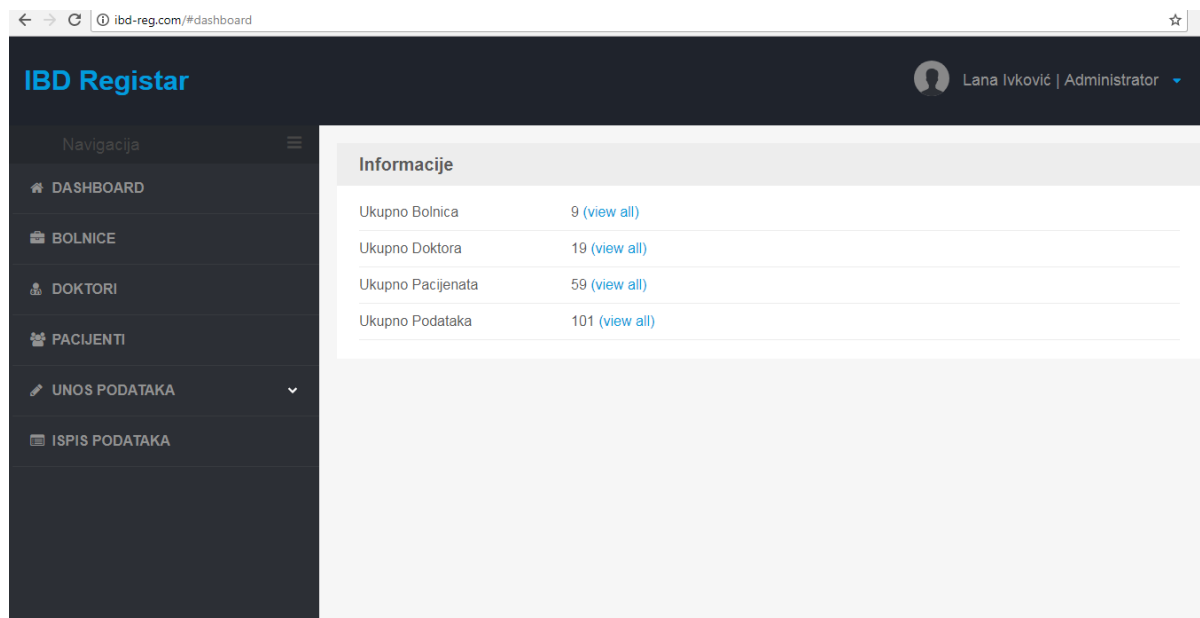 ibd-reg.com/#dashboard
IBD Registar
Lana Ivković | Administrator
Navigacija
DASHBOARD
BOLNICE
DOKTORI
PACIJENTI
UNOS PODATAKA
ISPIS PODATAKA
Informacije
Ukupno Bolnica 9 (view all)
Ukupno Doktora 19 (view all)
Ukupno Pacijenata 59 (view all)
Ukupno Podataka 101 (view all)